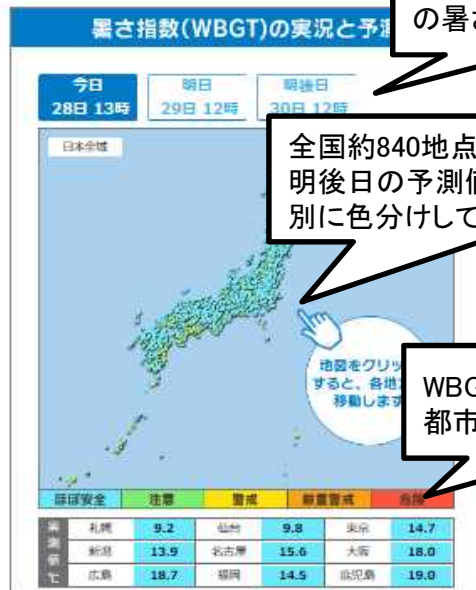 暑さ指数(WBGT)の実況と予測
の暑さ
今日
28日 13時
明日
29日 12時
明後日
30日 12時
日本全域
全国約840地点
明後日の予測値
別に色分けして
地図をクリッ
すると、各地
移動しま
WBG
都市
ほぼ安全 注意 警戒 厳重警戒 危険
実測値℃
札幌 9.2 仙台 9.8 東京 14.7
新潟 13.9 名古屋 15.6 大阪 18.0
広島 18.7 福岡 14.5 鹿児島 19.0